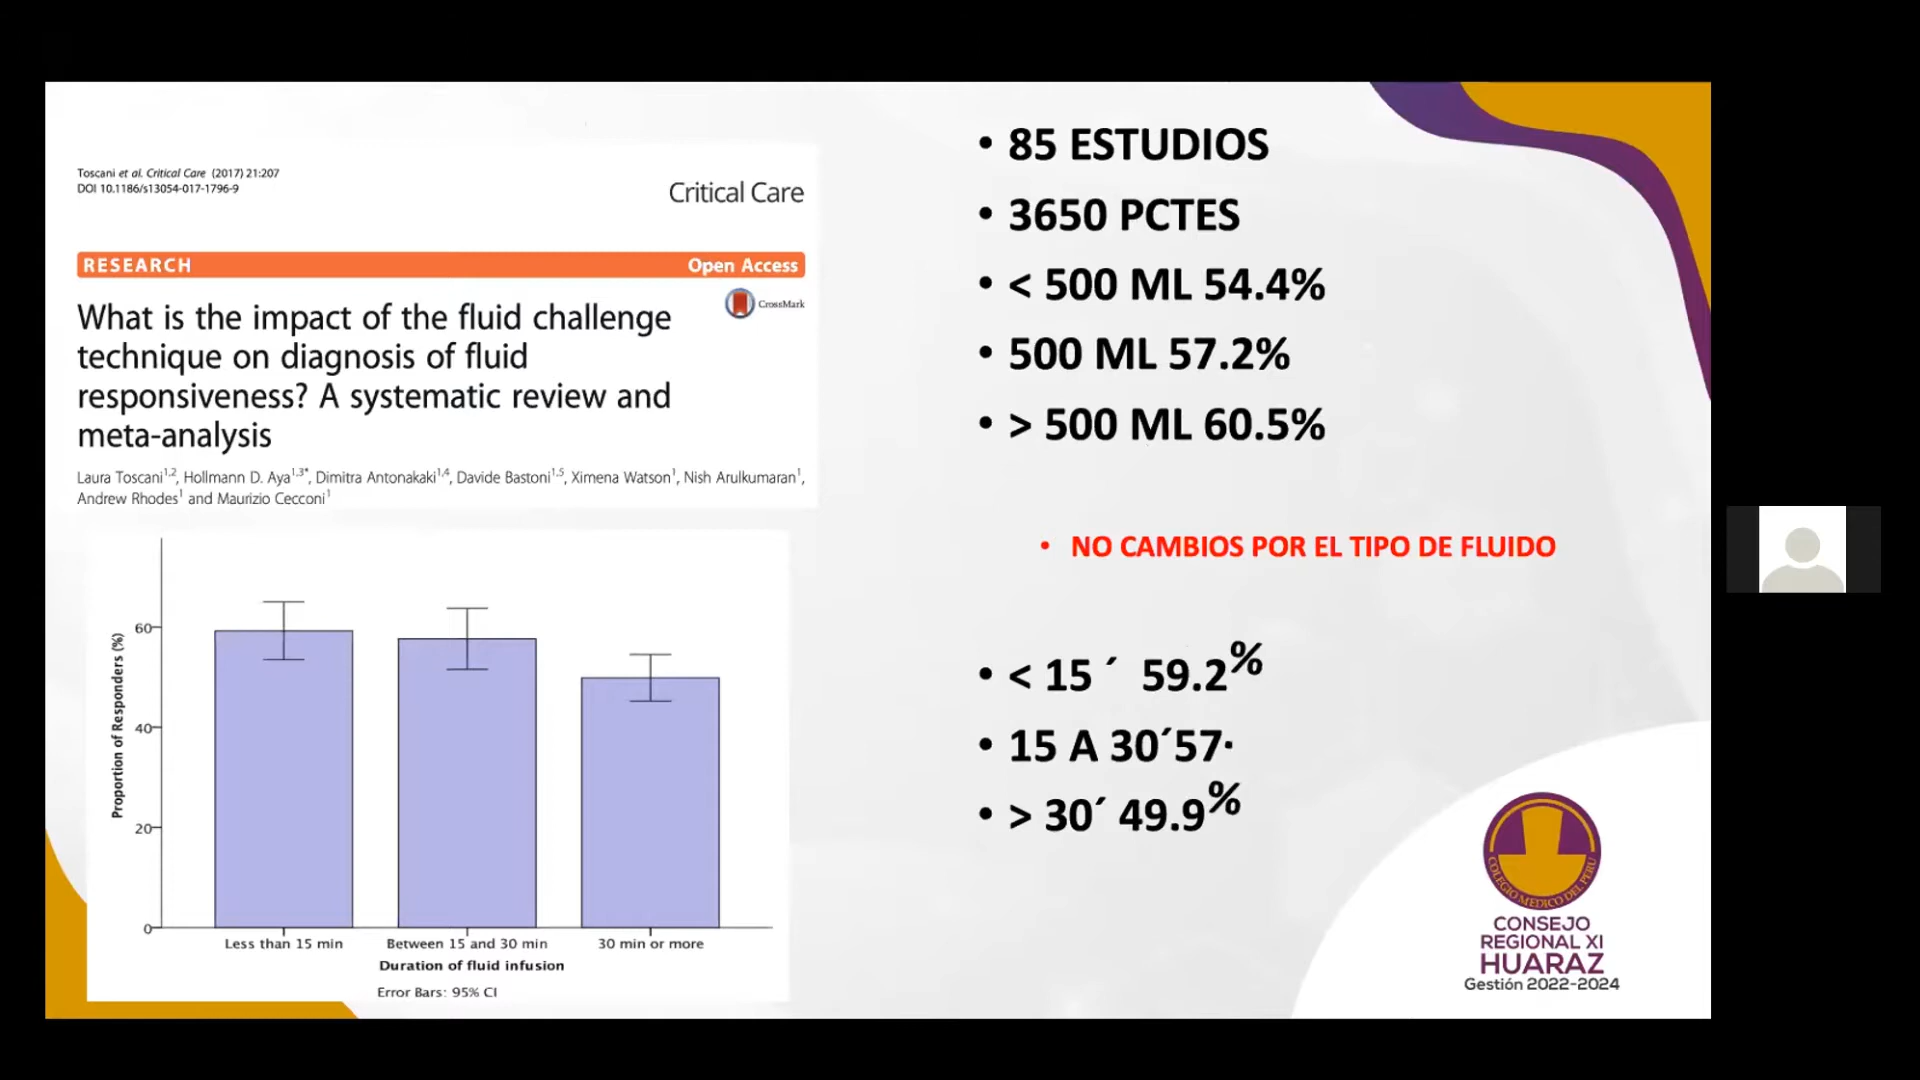 Toscani et al. Critical Care (2017) 21:207
DOI 10.1186/s13054-017-1796-9
Critical Care
RESEARCH
Open Access
CrossMark
What is the impact of the fluid challenge
technique on diagnosis of fluid
responsiveness? A systematic review and
meta-analysis
Laura Toscani1,2, Hollmann D. Aya1,3*, Dimitra Antonakaki1,4, Davide Bastoni1,5, Ximena Watson1, Nish Arulkumaran1,
Andrew Rhodes1 and Maurizio Cecconi1
Proportion of Responders (%)
60
40
20
0
Less than 15 min
Between 15 and 30 min
30 min or more
Duration of fluid infusion
Error Bars: 95% CI
• 85 ESTUDIOS
• 3650 PCTES
• < 500 ML 54.4%
• 500 ML 57.2%
• > 500 ML 60.5%
• NO CAMBIOS POR EL TIPO DE FLUIDO
• < 15 ´ 59.2%
• 15 A 30´57·
• > 30´ 49.9%
COLEGIO MEDICO DEL PERU
CONSEJO
REGIONAL XI
HUARAZ
Gestión 2022-2024